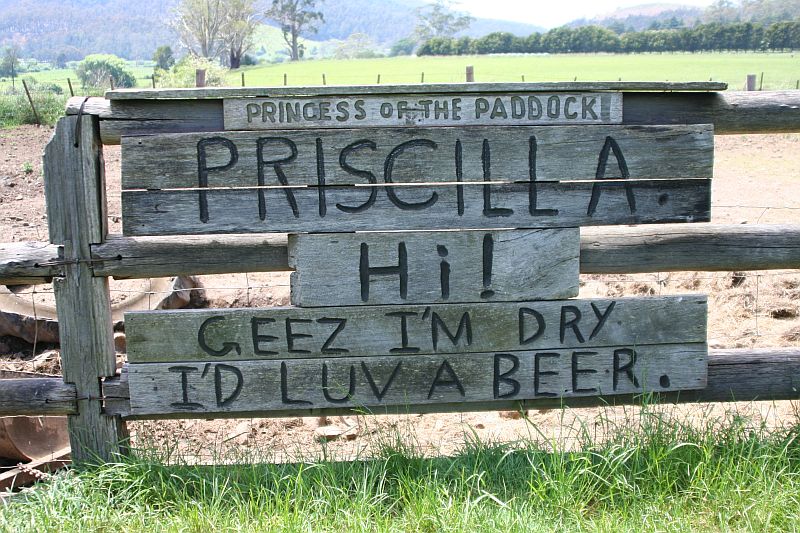 PRINCESS OF THE PADDOCK!
PRISCILLA.
Hi!
GEEZ I'M DRY
I'D LUV A BEER.